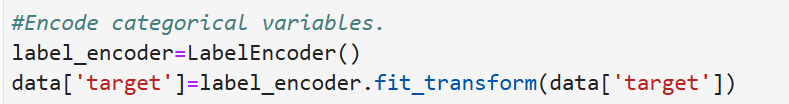 #Encode categorical variables.
label_encoder=LabelEncoder()
data['target']=label_encoder.fit_transform(data['target'])